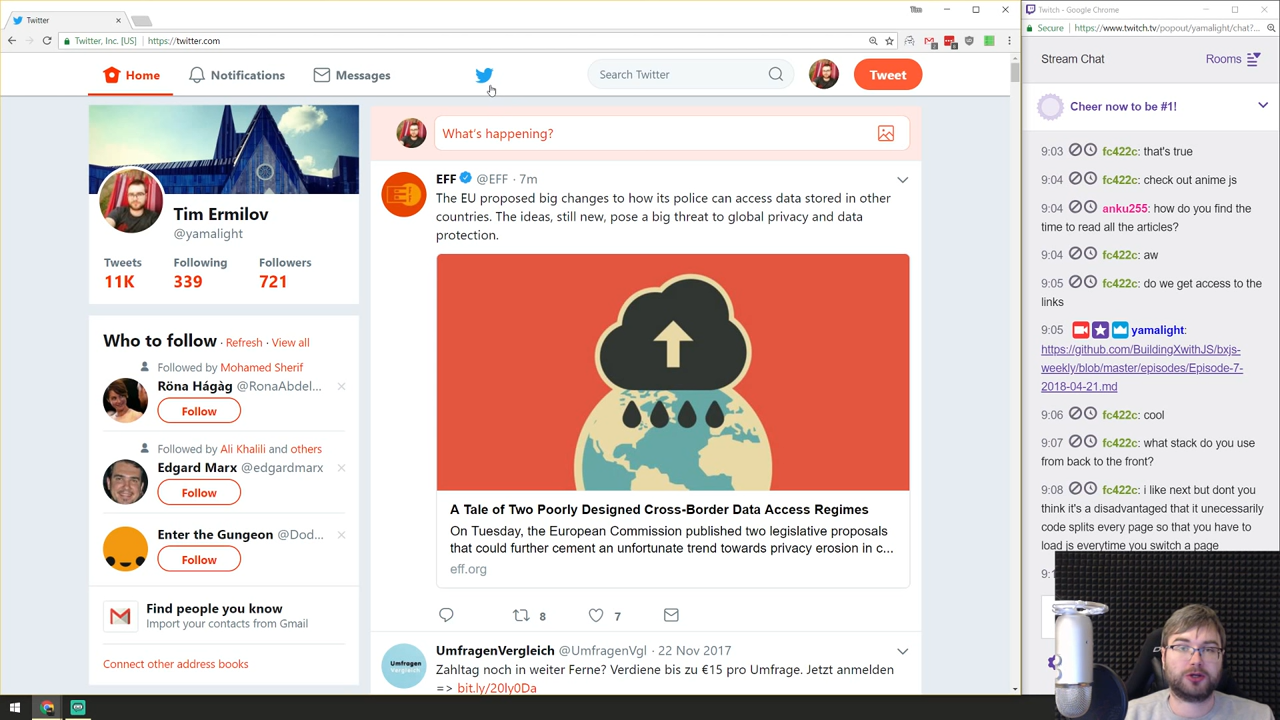 Twitter
Tim
Twitter, Inc. [US]
https://twitter.com
Home
Notifications
Messages
Search Twitter
Tweet
Tim Ermilov
@yamalight
Tweets Following Followers
11K 339 721
Who to follow · Refresh · View all
Followed by Mohamed Sherif
Röna Hágàg @RonaAbdel...
Follow
Followed by Ali Khalili and others
Edgard Marx @edgardmarx
Follow
Enter the Gungeon @Dod...
Follow
Find people you know
Import your contacts from Gmail
Connect other address books
What's happening?
EFF @EFF · 7m
The EU proposed big changes to how its police can access data stored in other
countries. The ideas, still new, pose a big threat to global privacy and data
protection.
A Tale of Two Poorly Designed Cross-Border Data Access Regimes
On Tuesday, the European Commission published two legislative proposals
that could further cement an unfortunate trend towards privacy erosion in c...
eff.org
8 7
UmfragenVergleich @UmfragenVgl · 22 Nov 2017
Umfragen
Vergleich
Zahltag noch in weiter Ferne? Verdiene bis zu €15 pro Umfrage. Jetzt anmelden
=> bit.ly/20Iy0Da
Twitch - Google Chrome
Secure
https://www.twitch.tv/popout/yamalight/chat?...
Stream Chat
Rooms
Cheer now to be #1!
9:03 fc422c: that's true
9:04 fc422c: check out anime js
9:04 anku255: how do you find the
time to read all the articles?
9:04 fc422c: aw
9:05 fc422c: do we get access to the
links
9:05 yamalight:
https://github.com/BuildingXwithJS/bxjs-
weekly/blob/master/episodes/Episode-7-
2018-04-21.md
9:06 fc422c: cool
9:07 fc422c: what stack do you use
from back to the front?
9:08 fc422c: i like next but dont you
think it's a disadvantaged that it unecessarily
code splits every page so that you have to
load js everytime you switch a page